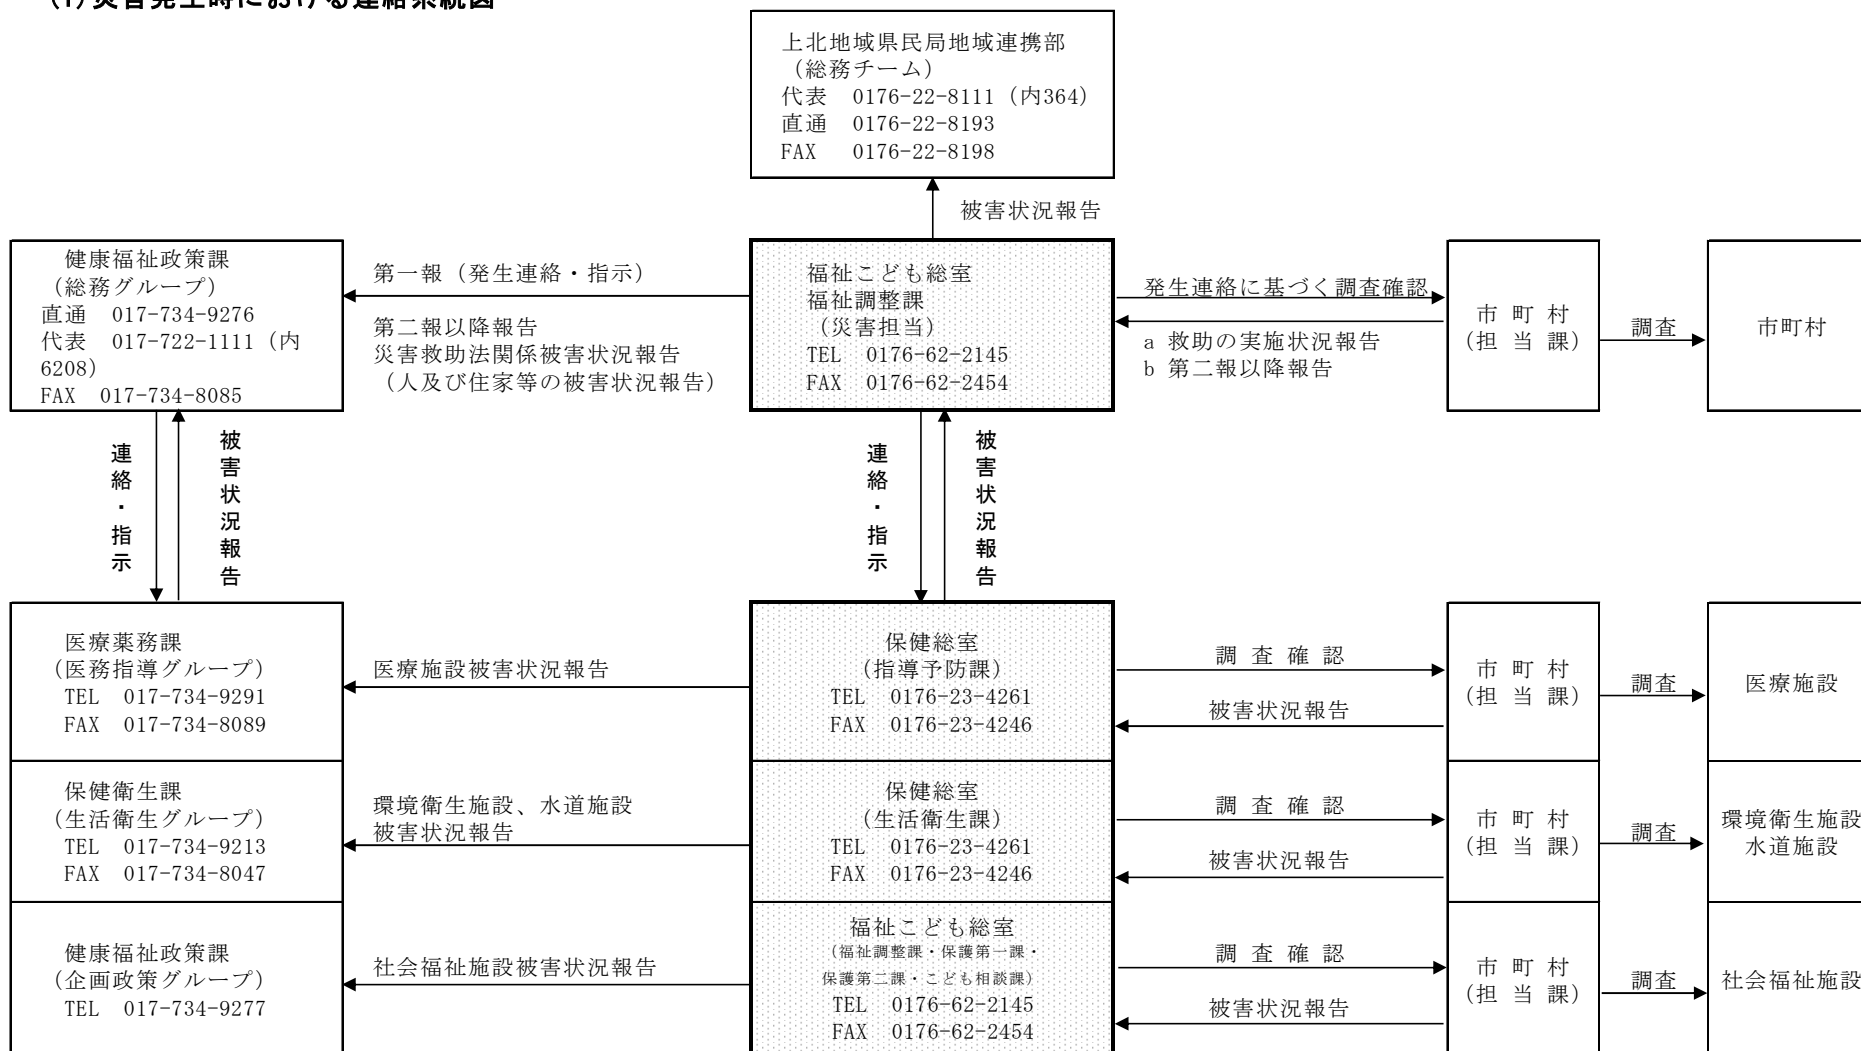 (1)災害発生時における連絡系統図
上北地域県民局地域連携部
（総務チーム）
代表　0176-22-8111（内364）
直通　0176-22-8193
FAX　0176-22-8198
被害状況報告
健康福祉政策課
（総務グループ）
直通　017-734-9276
代表　017-722-1111（内
6208）
FAX　017-734-8085
第一報（発生連絡・指示）
第二報以降報告
災害救助法関係被害状況報告
（人及び住家等の被害状況報告）
福祉こども総室
福祉調整課
（災害担当）
TEL　0176-62-2145
FAX　0176-62-2454
発生連絡に基づく調査確認
a 救助の実施状況報告
b 第二報以降報告
市 町 村
(担 当 課)
調査
市町村
連絡・指示
被害状況報告
連絡・指示
被害状況報告
医療薬務課
(医務指導グループ)
TEL　017-734-9291
FAX　017-734-8089
医療施設被害状況報告
保健総室
(指導予防課)
TEL　0176-23-4261
FAX　0176-23-4246
調 査 確 認
被害状況報告
市 町 村
(担 当 課)
調査
医療施設
保健衛生課
(生活衛生グループ)
TEL　017-734-9213
FAX　017-734-8047
環境衛生施設、水道施設
被害状況報告
保健総室
(生活衛生課)
TEL　0176-23-4261
FAX　0176-23-4246
調 査 確 認
被害状況報告
市 町 村
(担 当 課)
調査
環境衛生施設
水道施設
健康福祉政策課
(企画政策グループ)
TEL　017-734-9277
社会福祉施設被害状況報告
福祉こども総室
(福祉調整課・保護第一課・
保護第二課・こども相談課)
TEL　0176-62-2145
FAX　0176-62-2454
調 査 確 認
被害状況報告
市 町 村
(担 当 課)
調査
社会福祉施設